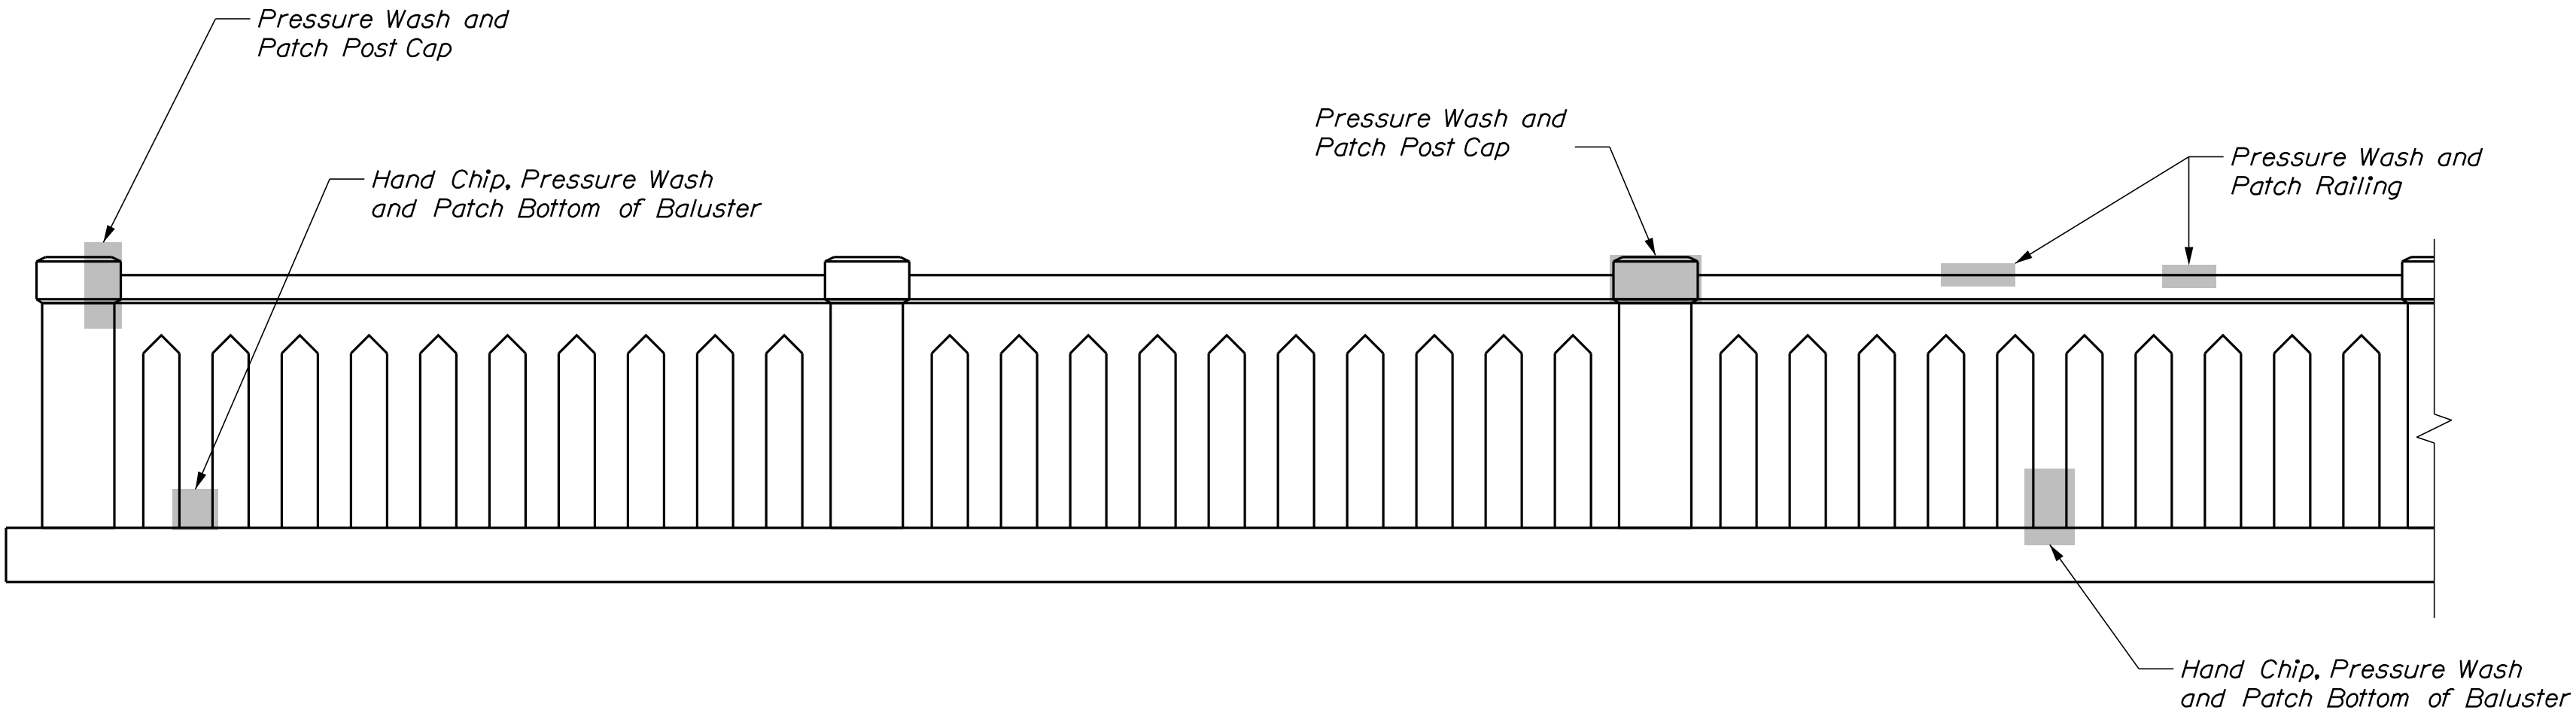 Pressure Wash and
Patch Post Cap
Hand Chip, Pressure Wash
and Patch Bottom of Baluster
Pressure Wash and
Patch Post Cap
Pressure Wash and
Patch Railing
Hand Chip, Pressure Wash
and Patch Bottom of Baluster